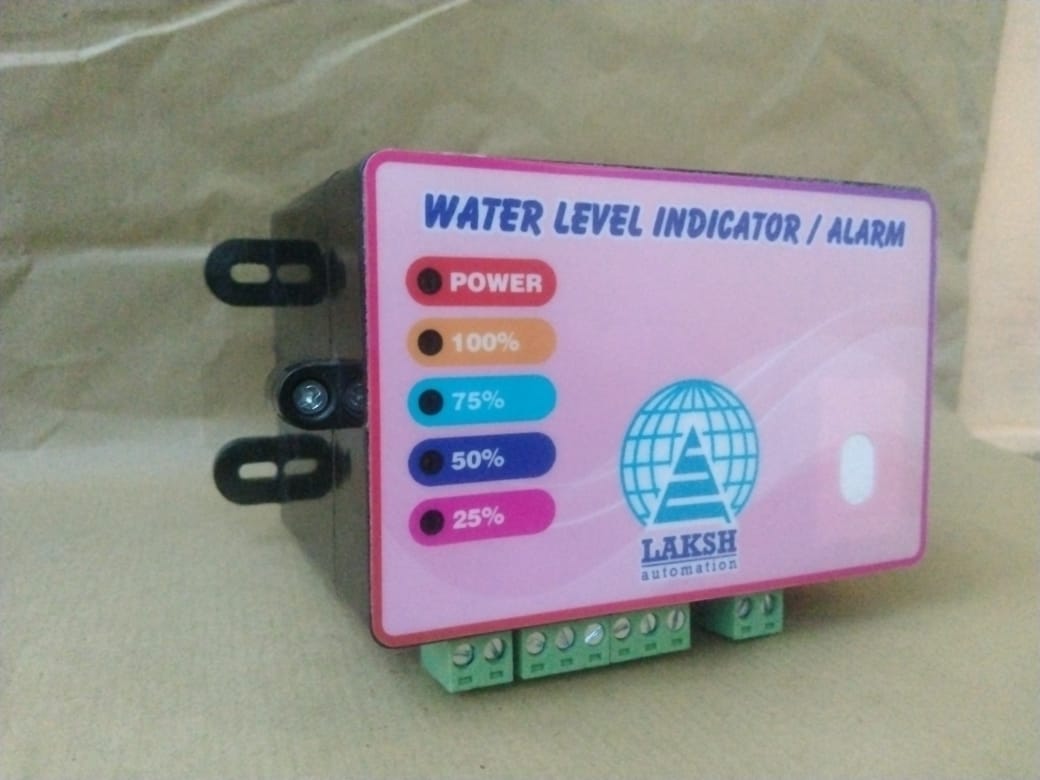 WATER LEVEL INDICATOR / ALARM
POWER
100%
75%
50%
25%
LAKSH
automation